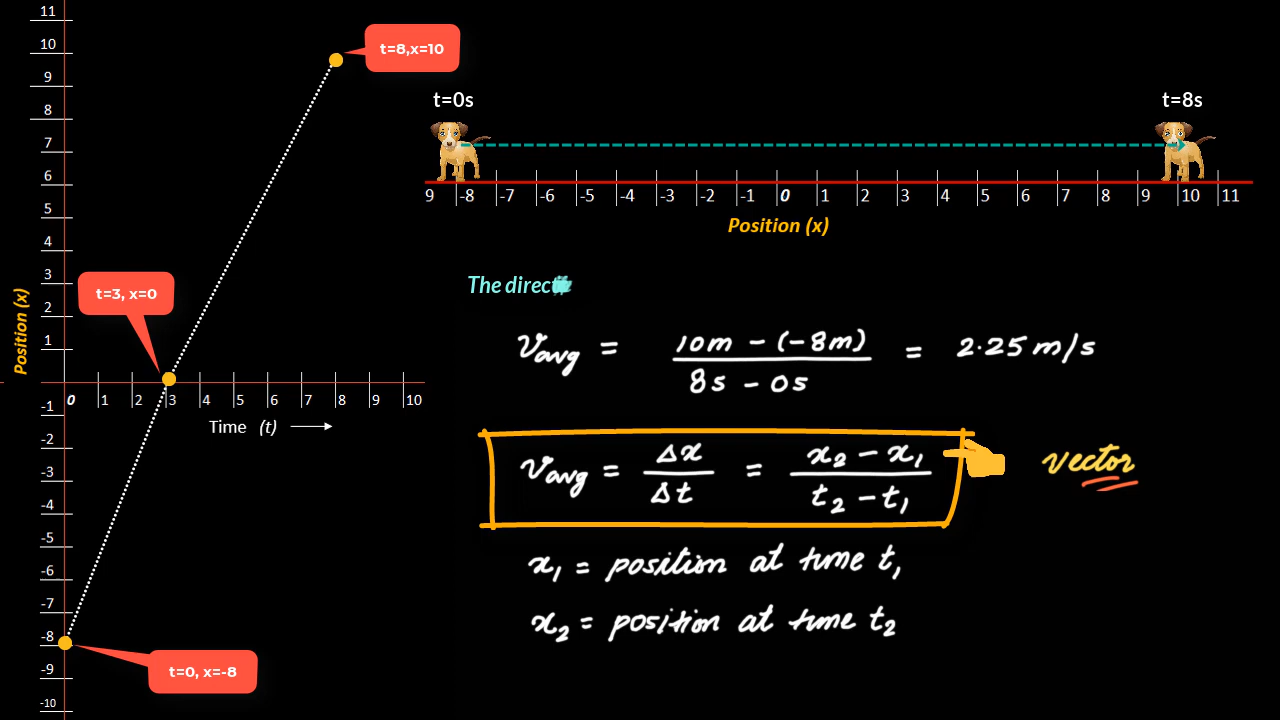 11
10
9
8
7
6
5
4
3
2
1
-1
-2
-3
-4
-5
-6
-7
-8
-9
-10
Position (x)
0 1 2 3 4 5 6 7 8 9 10
Time (t)
t=8,x=10
t=3, x=0
t=0, x=-8
t=0s t=8s
9 -8 -7 -6 -5 -4 -3 -2 -1 0 1 2 3 4 5 6 7 8 9 10 11
Position (x)
The direc
Vavg = 10m - (-8m) / 8s - 0s = 2.25 m/s
Vavg = Δx / Δt = x2 - x1 / t2 - t1
vector
x1 = position at time t1
x2 = position at time t2